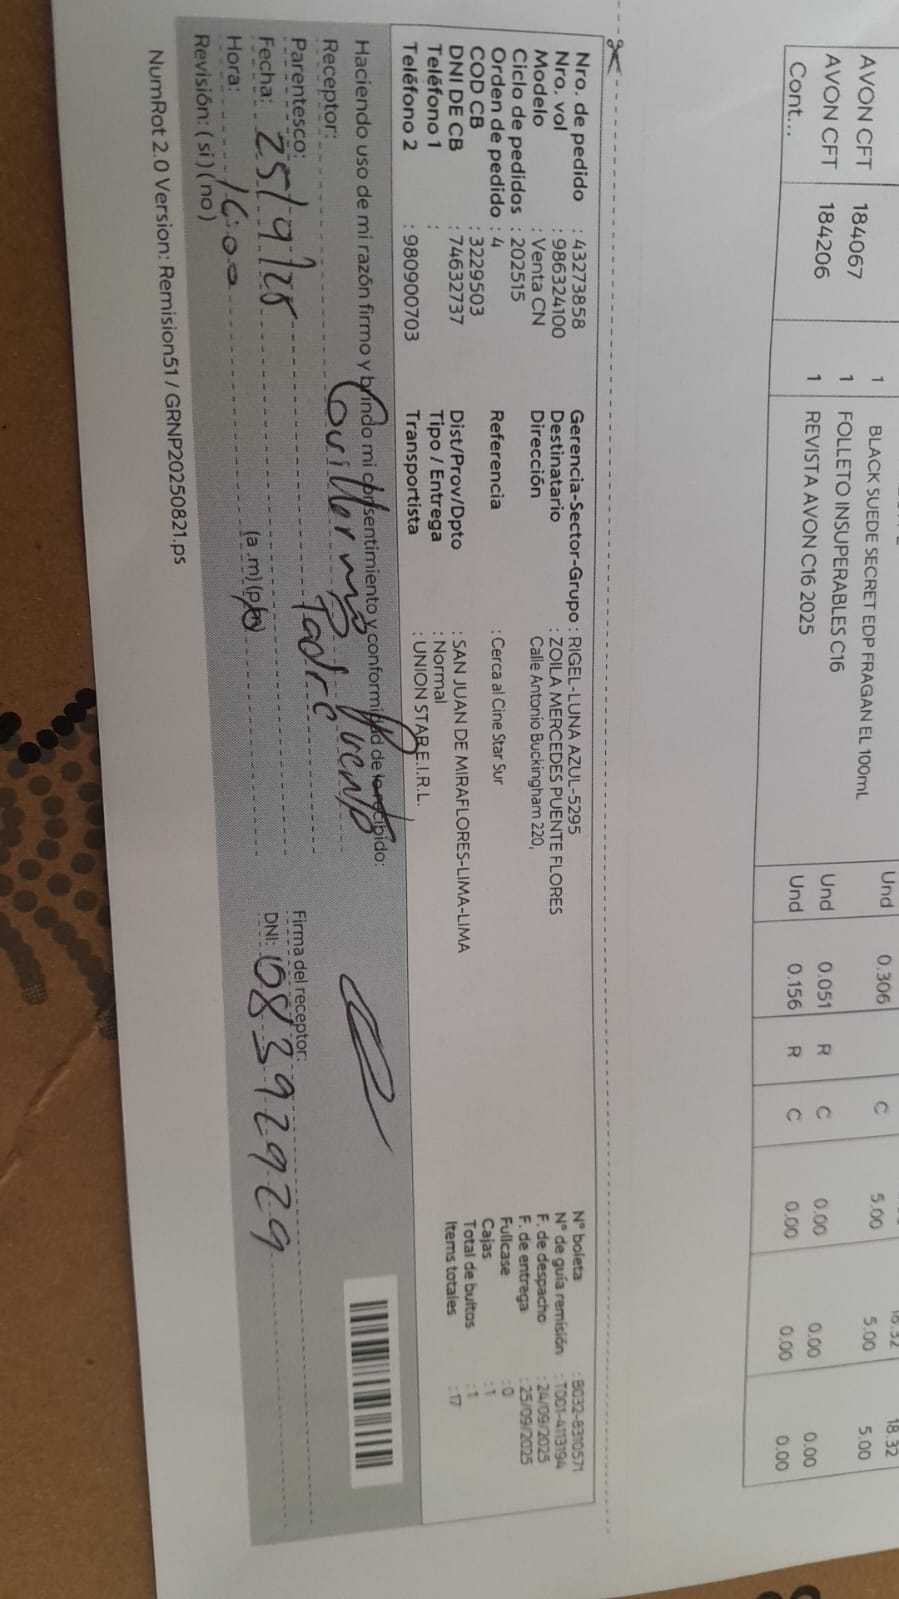 18.32 18.32
1 BLACK SUEDE SECRET EDP FRAGAN EL 100mL Und 0.306 C 5.00 5.00 5.00
AVON CFT 184067 1 FOLLETO INSUPERABLES C16 Und 0.051 R C 0.00 0.00 0.00
AVON CFT 184206 1 REVISTA AVON C16 2025 Und 0.156 R C 0.00 0.00 0.00
Cont...
Nro. de pedido : 43273858 Gerencia-Sector-Grupo : RIGEL-LUNA AZUL-5295 N° boleta : B032-8310571
Nro. vol : 986324100 Destinatario : ZOILA MERCEDES PUENTE FLORES N° de guía remisión : T001-4113194
Modelo : Venta CN Dirección Calle Antonio Buckingham 220, F. de despacho : 24/09/2025
Ciclo de pedidos : 202515 F. de entrega : 25/09/2025
Orden de pedido : 4 Referencia : Cerca al Cine Star Sur Fullcase : 0
COD CB : 3229503 Cajas : 1
DNI DE CB : 74632737 Dist/Prov/Dpto : SAN JUAN DE MIRAFLORES-LIMA-LIMA Total de bultos : 1
Teléfono 1 : Tipo / Entrega : Normal Items totales : 17
Teléfono 2 : 980900703 Transportista : UNION STAR E.I.R.L.
Haciendo uso de mi razón firmo y brindo mi consentimiento y conformidad de lo recibido:
Receptor: Guillermo Puente
Parentesco: Padre Firma del receptor:
Fecha: 25/9/25 DNI: 08392929
Hora: 16:00 (a.m)(p.m)
Revisión: (si)(no)
NumRot 2.0 Version: Remision51 / GRNP20250821.ps